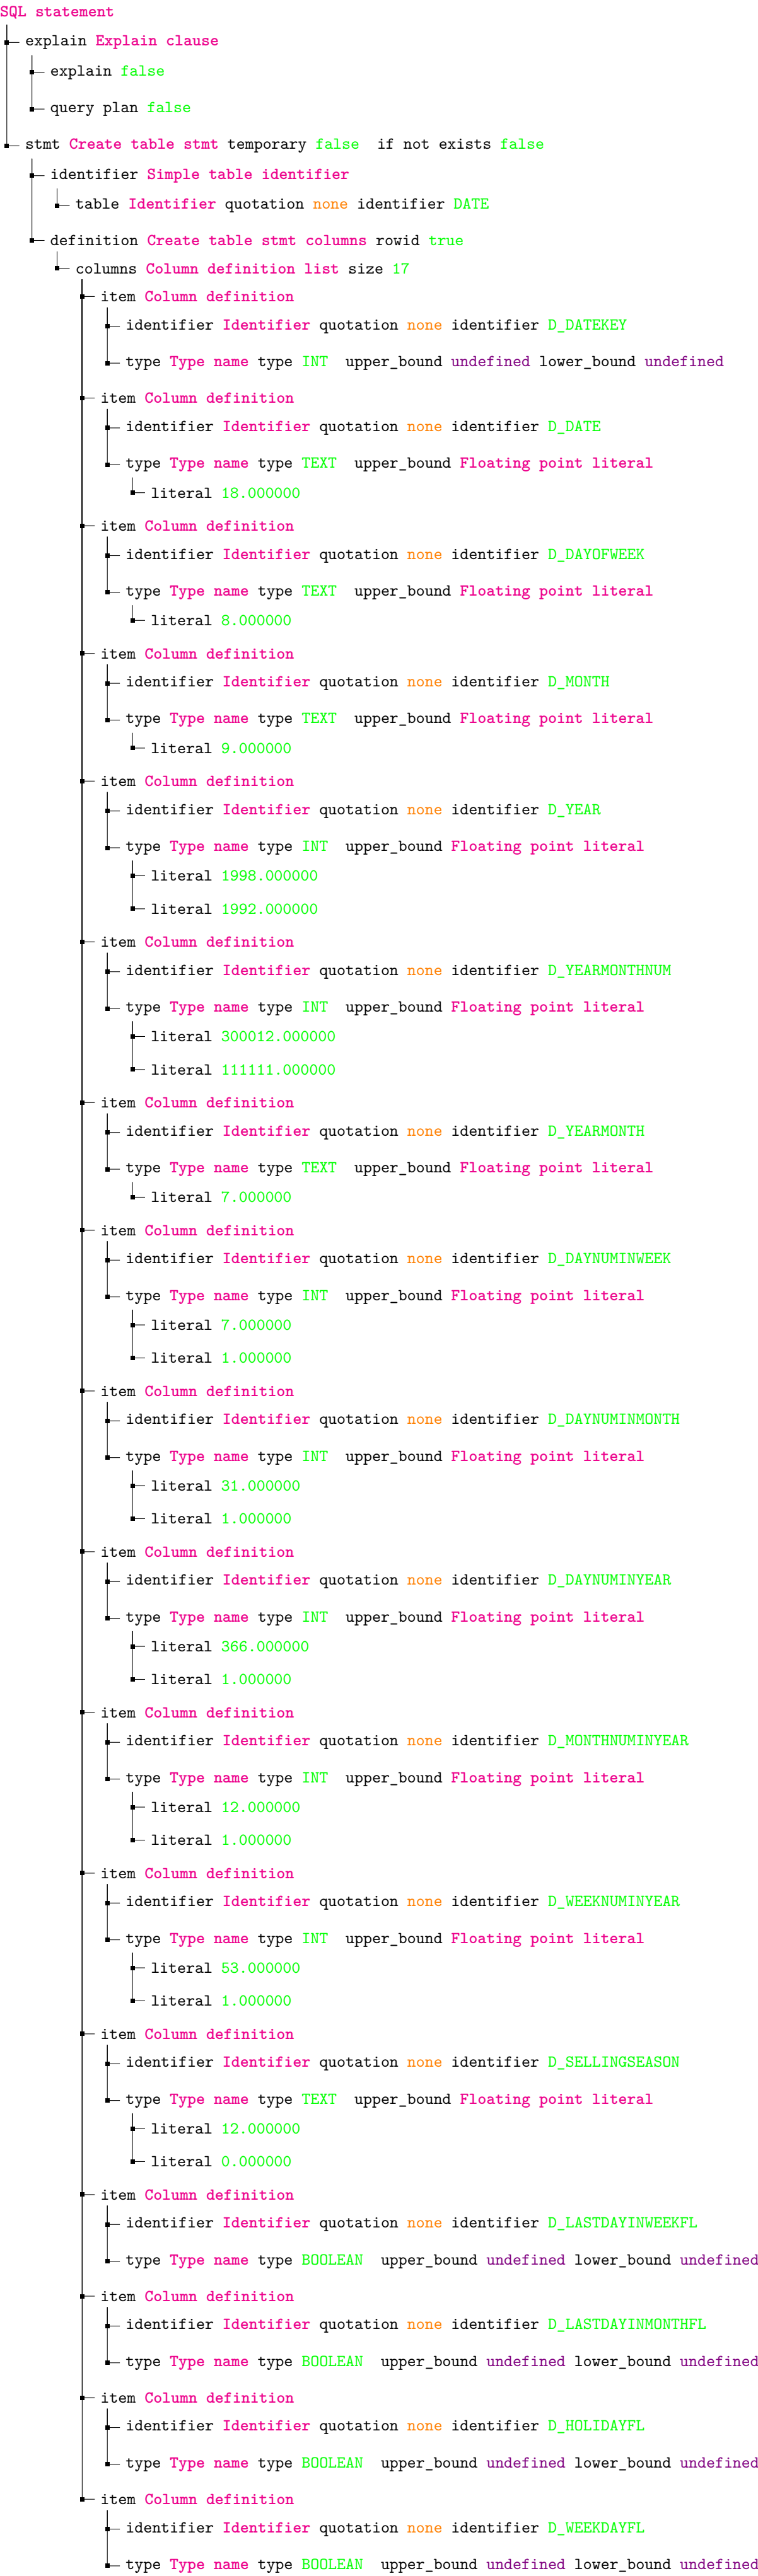 SQL statement
explain Explain clause
explain false
query plan false
stmt Create table stmt temporary false if not exists false
identifier Simple table identifier
table Identifier quotation none identifier DATE
definition Create table stmt columns rowid true
columns Column definition list size 17
item Column definition
identifier Identifier quotation none identifier D_DATEKEY
type Type name type INT upper_bound undefined lower_bound undefined
item Column definition
identifier Identifier quotation none identifier D_DATE
type Type name type TEXT upper_bound Floating point literal
literal 18.000000
item Column definition
identifier Identifier quotation none identifier D_DAYOFWEEK
type Type name type TEXT upper_bound Floating point literal
literal 8.000000
item Column definition
identifier Identifier quotation none identifier D_MONTH
type Type name type TEXT upper_bound Floating point literal
literal 9.000000
item Column definition
identifier Identifier quotation none identifier D_YEAR
type Type name type INT upper_bound Floating point literal
literal 1998.000000
literal 1992.000000
item Column definition
identifier Identifier quotation none identifier D_YEARMONTHNUM
type Type name type INT upper_bound Floating point literal
literal 300012.000000
literal 111111.000000
item Column definition
identifier Identifier quotation none identifier D_YEARMONTH
type Type name type TEXT upper_bound Floating point literal
literal 7.000000
item Column definition
identifier Identifier quotation none identifier D_DAYNUMINWEEK
type Type name type INT upper_bound Floating point literal
literal 7.000000
literal 1.000000
item Column definition
identifier Identifier quotation none identifier D_DAYNUMINMONTH
type Type name type INT upper_bound Floating point literal
literal 31.000000
literal 1.000000
item Column definition
identifier Identifier quotation none identifier D_DAYNUMINYEAR
type Type name type INT upper_bound Floating point literal
literal 366.000000
literal 1.000000
item Column definition
identifier Identifier quotation none identifier D_MONTHNUMINYEAR
type Type name type INT upper_bound Floating point literal
literal 12.000000
literal 1.000000
item Column definition
identifier Identifier quotation none identifier D_WEEKNUMINYEAR
type Type name type INT upper_bound Floating point literal
literal 53.000000
literal 1.000000
item Column definition
identifier Identifier quotation none identifier D_SELLINGSEASON
type Type name type TEXT upper_bound Floating point literal
literal 12.000000
literal 0.000000
item Column definition
identifier Identifier quotation none identifier D_LASTDAYINWEEKFL
type Type name type BOOLEAN upper_bound undefined lower_bound undefined
item Column definition
identifier Identifier quotation none identifier D_LASTDAYINMONTHFL
type Type name type BOOLEAN upper_bound undefined lower_bound undefined
item Column definition
identifier Identifier quotation none identifier D_HOLIDAYFL
type Type name type BOOLEAN upper_bound undefined lower_bound undefined
item Column definition
identifier Identifier quotation none identifier D_WEEKDAYFL
type Type name type BOOLEAN upper_bound undefined lower_bound undefined